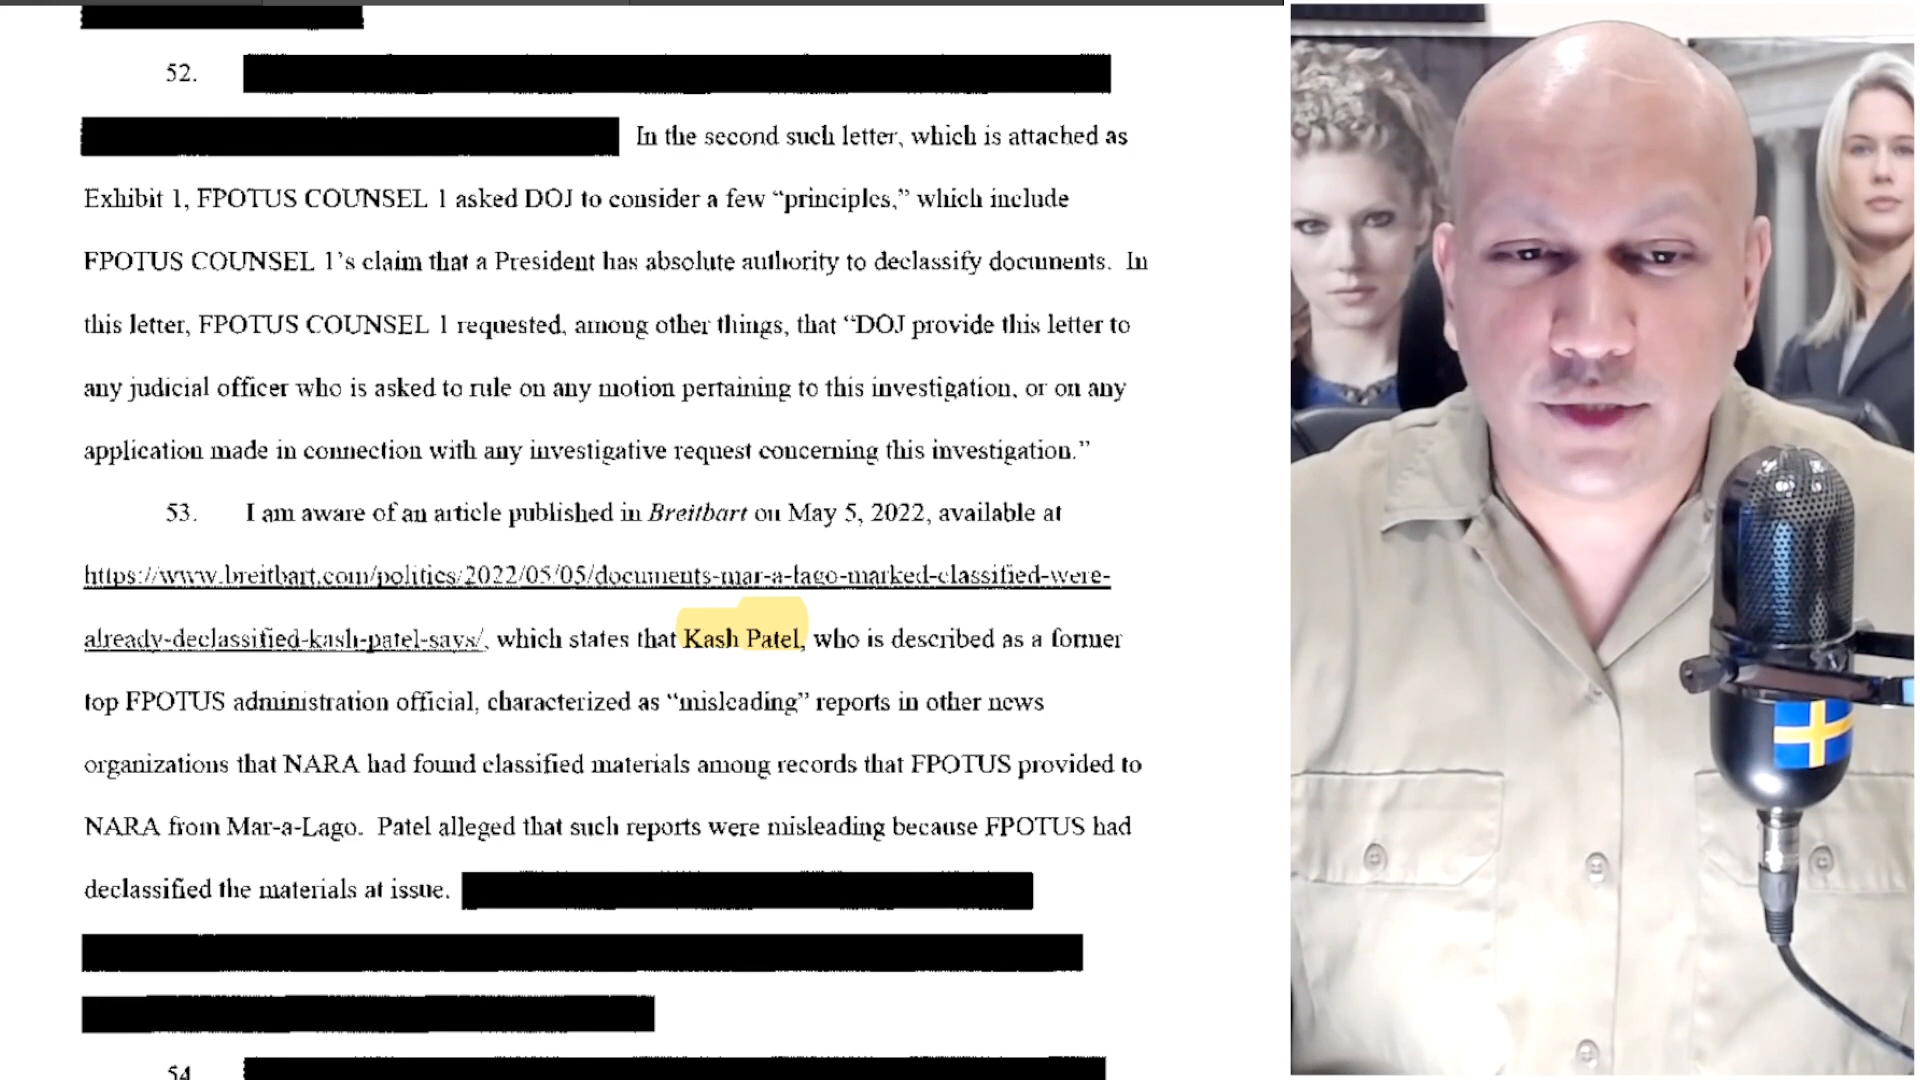 52.
In the second such letter, which is attached as
Exhibit 1, FPOTUS COUNSEL 1 asked DOJ to consider a few “principles,” which include
FPOTUS COUNSEL 1’s claim that a President has absolute authority to declassify documents. In
this letter, FPOTUS COUNSEL 1 requested, among other things, that “DOJ provide this letter to
any judicial officer who is asked to rule on any motion pertaining to this investigation, or on any
application made in connection with any investigative request concerning this investigation.”
53. I am aware of an article published in Breitbart on May 5, 2022, available at
https://www.breitbart.com/politics/2022/05/05/documents-mar-a-lago-marked-classified-were-
already-declassified-kash-patel-says/, which states that Kash Patel, who is described as a former
top FPOTUS administration official, characterized as “misleading” reports in other news
organizations that NARA had found classified materials among records that FPOTUS provided to
NARA from Mar-a-Lago. Patel alleged that such reports were misleading because FPOTUS had
declassified the materials at issue.
54.